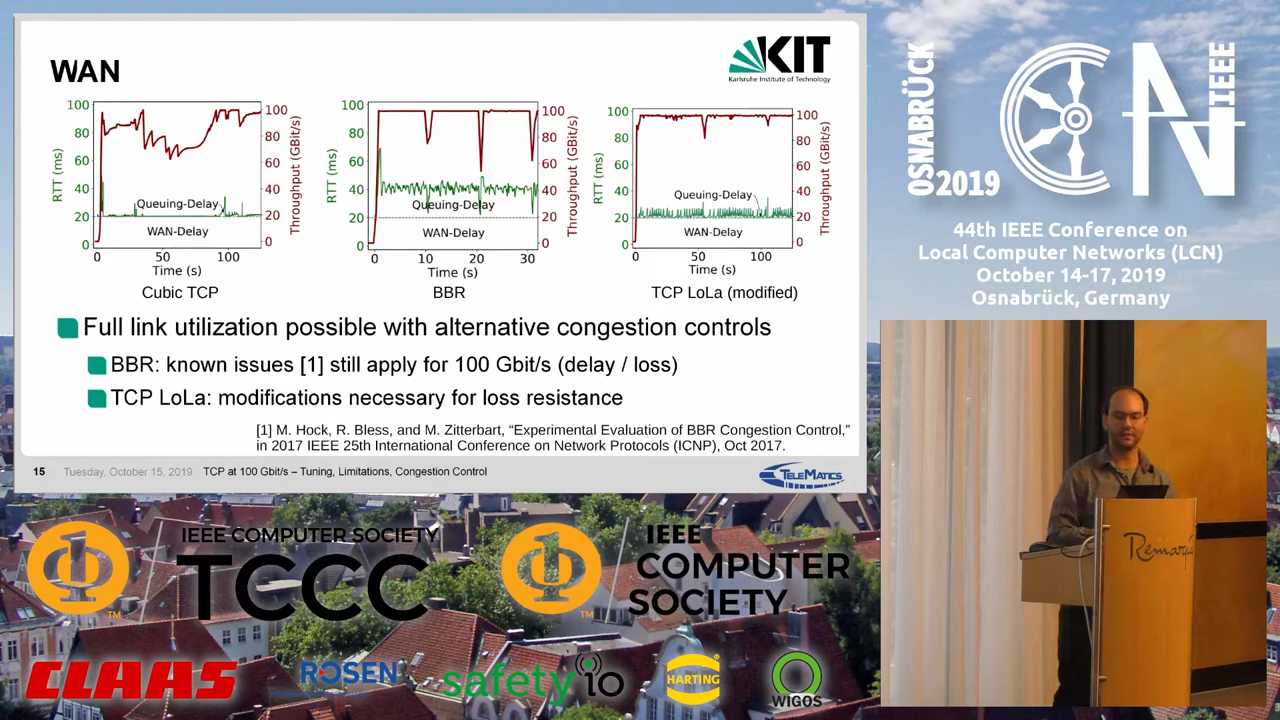 WAN
KIT
Karlsruhe Institute of Technology
100
80
60
40
20
0
RTT (ms)
Queuing-Delay
WAN-Delay
100
80
60
40
20
0
Throughput (GBit/s)
0 50 100
Time (s)
Cubic TCP
100
80
60
40
20
0
RTT (ms)
Queuing-Delay
WAN-Delay
100
80
60
40
20
0
Throughput (GBit/s)
0 10 20 30
Time (s)
BBR
100
80
60
40
20
0
RTT (ms)
Queuing-Delay
WAN-Delay
100
80
60
40
20
0
Throughput (GBit/s)
0 50 100
Time (s)
TCP LoLa (modified)
Full link utilization possible with alternative congestion controls
BBR: known issues [1] still apply for 100 Gbit/s (delay / loss)
TCP LoLa: modifications necessary for loss resistance
[1] M. Hock, R. Bless, and M. Zitterbart, “Experimental Evaluation of BBR Congestion Control,”
in 2017 IEEE 25th International Conference on Network Protocols (ICNP), Oct 2017.
15 Tuesday, October 15, 2019 TCP at 100 Gbit/s – Tuning, Limitations, Congestion Control
TELEMATICS
OSNABRÜCK
2019
LCN
IEEE
44th IEEE Conference on
Local Computer Networks (LCN)
October 14-17, 2019
Osnabrück, Germany
IEEE COMPUTER SOCIETY
TCCC
TM
IEEE
COMPUTER
SOCIETY
TM
CLAAS
ROSEN
safety io
HARTING
WIGOS